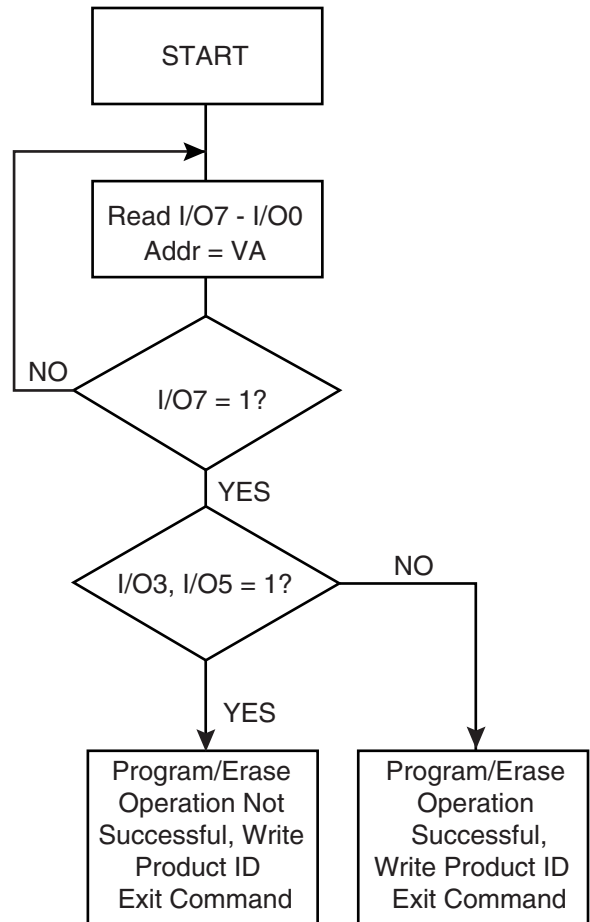 START
Read I/O7 - I/O0
Addr = VA
NO
I/O7 = 1?
YES
I/O3, I/O5 = 1?
NO
YES
Program/Erase
Operation Not
Successful, Write
Product ID
Exit Command
Program/Erase
Operation
Successful,
Write Product ID
Exit Command